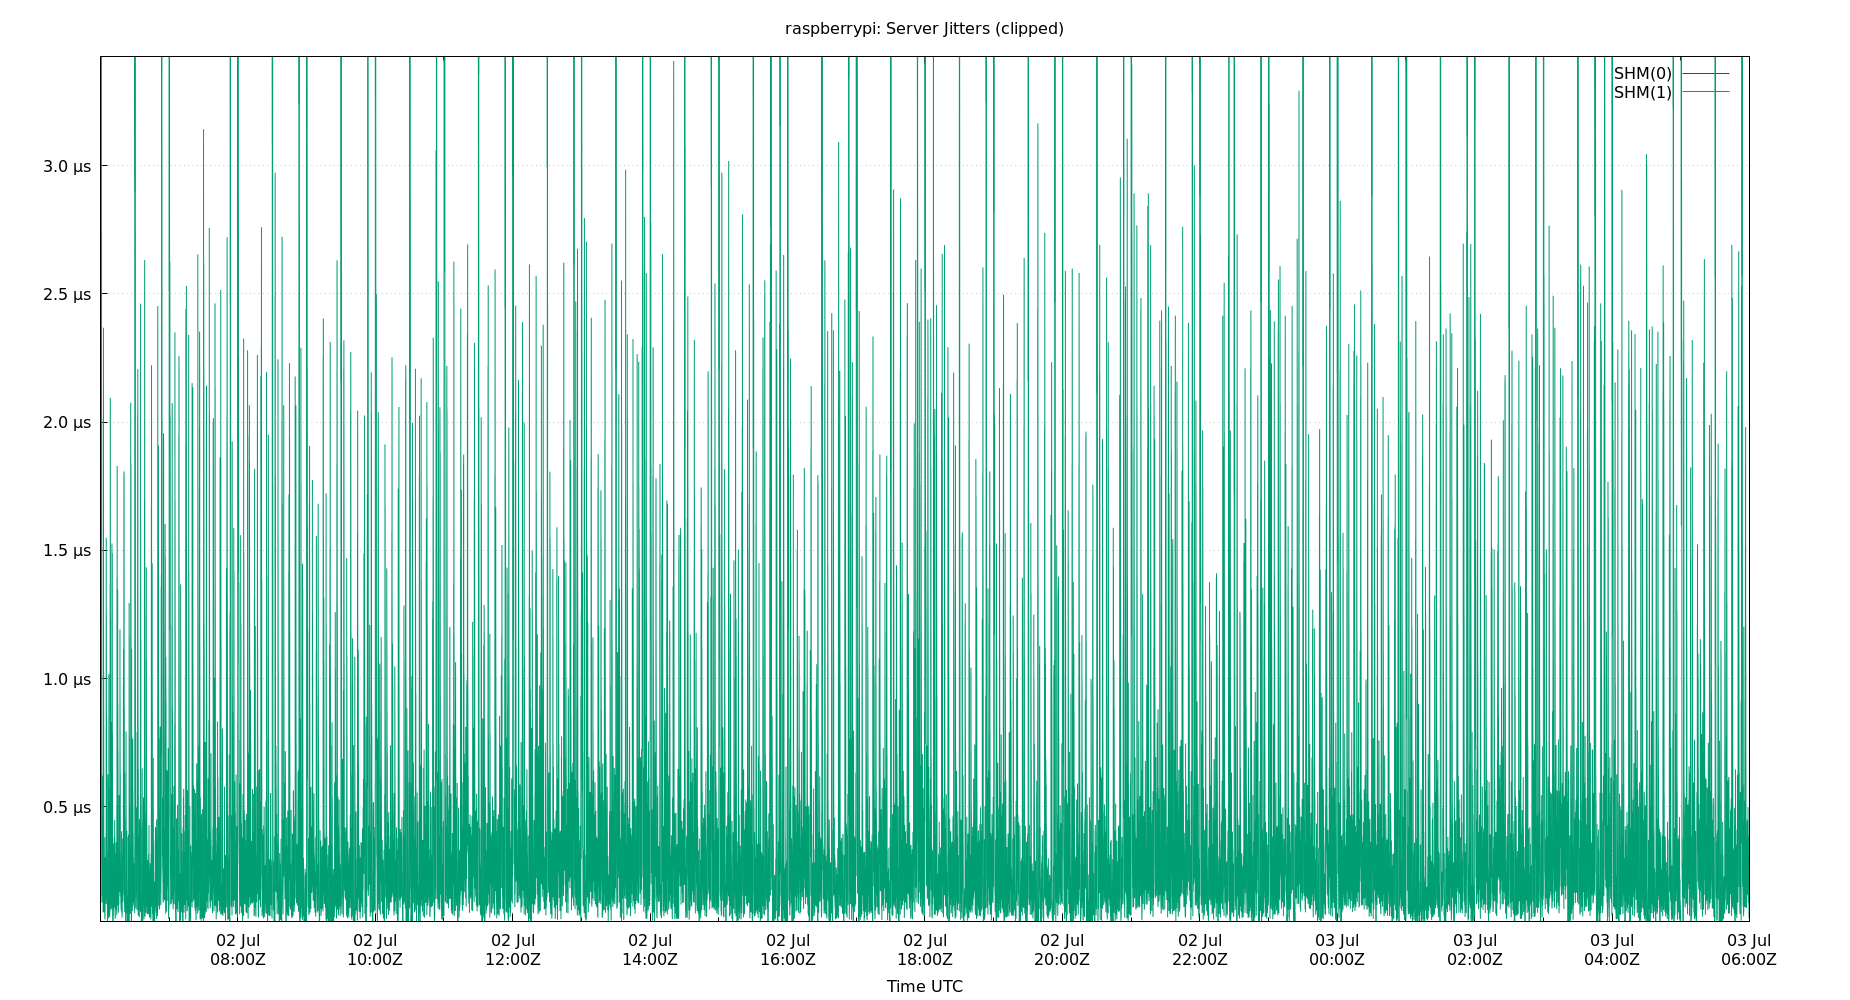 raspberrypi: Server Jitters (clipped)
SHM(0)
SHM(1)
3.0 µs
2.5 µs
2.0 µs
1.5 µs
1.0 µs
0.5 µs
02 Jul 02 Jul 02 Jul 02 Jul 02 Jul 02 Jul 02 Jul 02 Jul 03 Jul 03 Jul 03 Jul 03 Jul
08:00Z 10:00Z 12:00Z 14:00Z 16:00Z 18:00Z 20:00Z 22:00Z 00:00Z 02:00Z 04:00Z 06:00Z
Time UTC